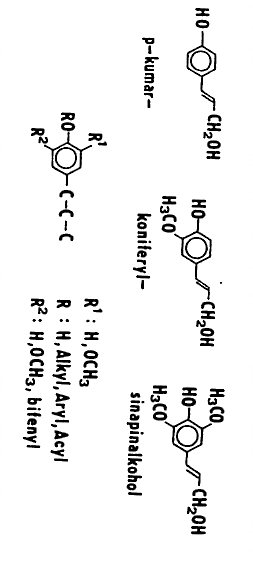 HO CH₂OH
p-kumar-
HO CH₂OH
H₃CO
koniferyl-
H₃CO
HO CH₂OH
H₃CO
sinapinalkohol
R¹
RO C-C-C
R²
R¹: H,OCH₃
R : H,Alkyl,Aryl,Acyl
R²: H,OCH₃, bifenyl